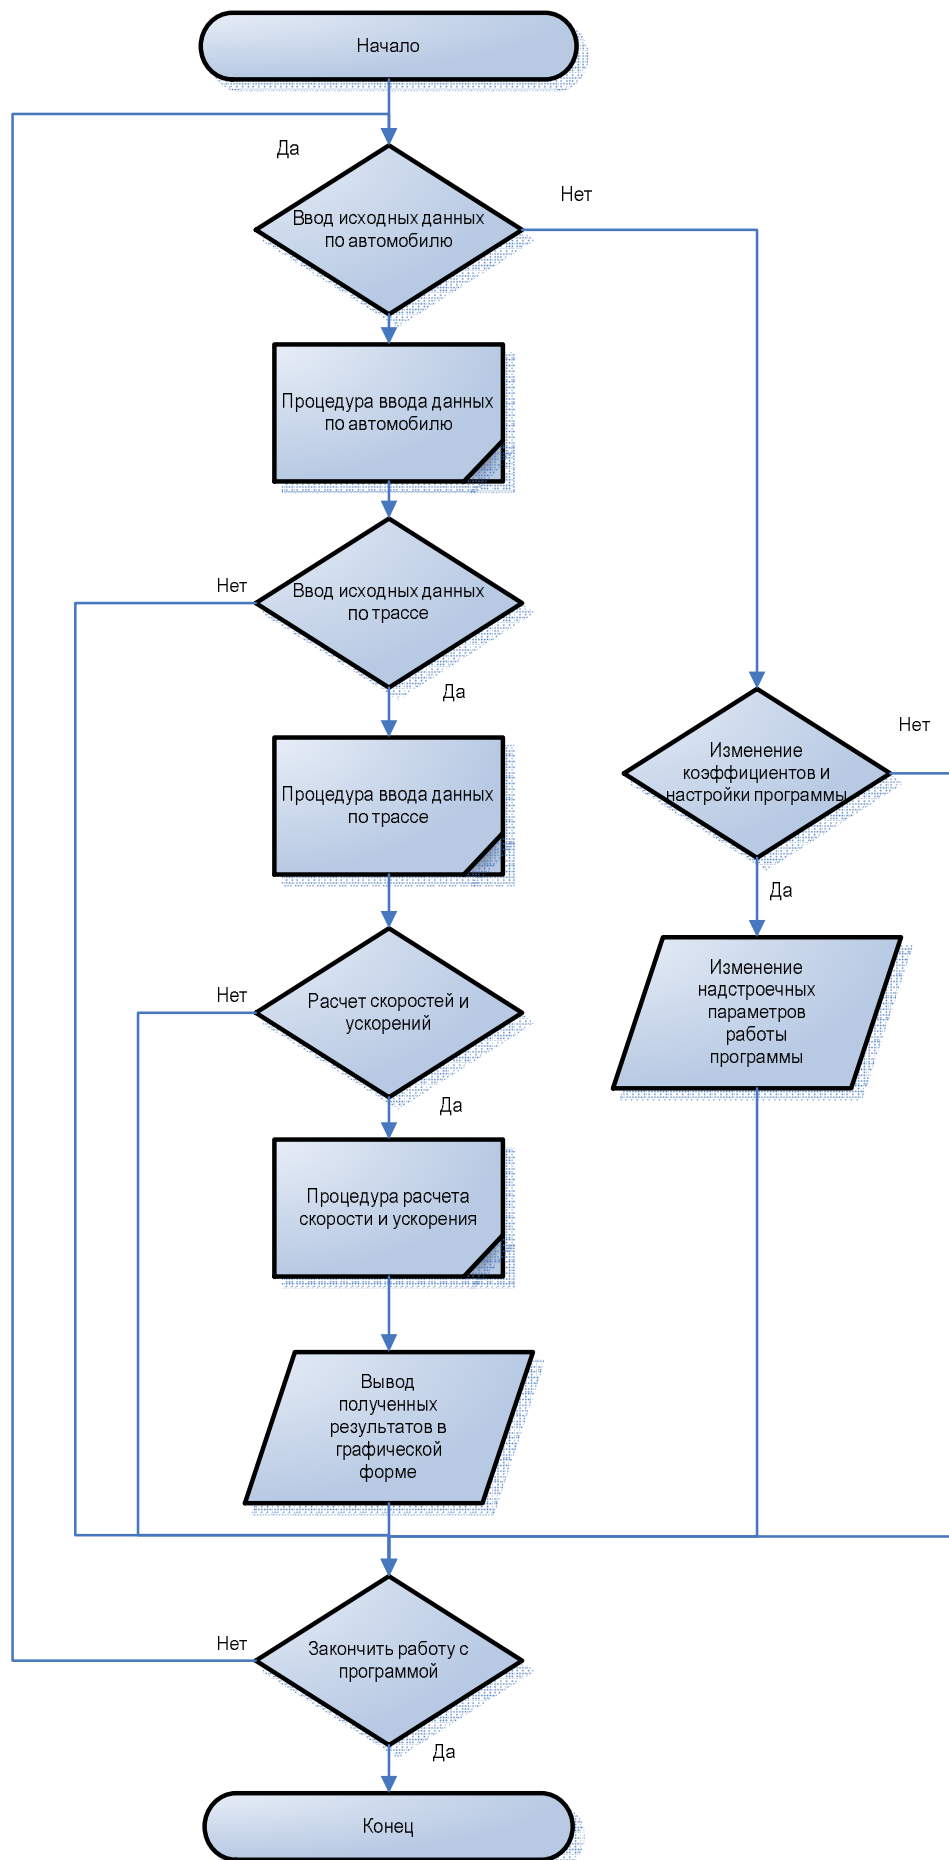 Начало
Да
Нет
Ввод исходных данных
по автомобилю
Процедура ввода данных
по автомобилю
Нет
Ввод исходных данных
по трассе
Да
Процедура ввода данных
по трассе
Нет
Изменение
коэффициентов и
настройки программы
Да
Изменение
надстроечных
параметров
работы
программы
Нет
Расчет скоростей и
ускорений
Да
Процедура расчета
скорости и ускорения
Вывод
полученных
результатов в
графической
форме
Нет
Закончить работу с
программой
Да
Конец